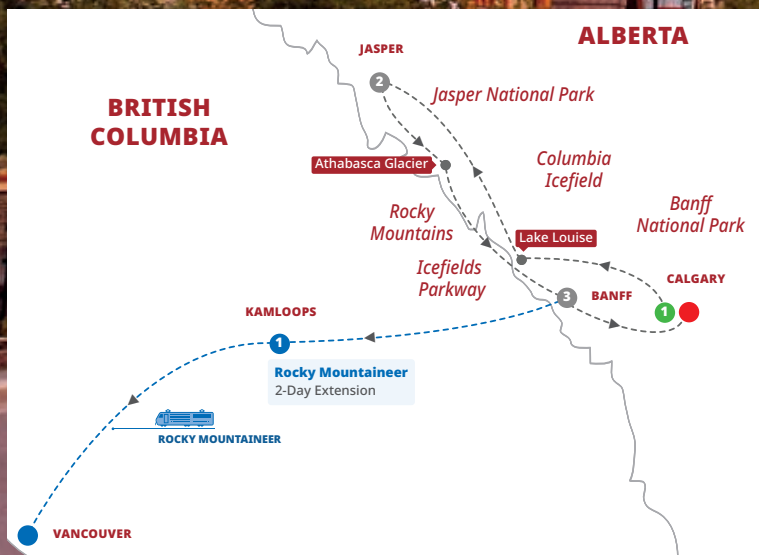 ALBERTA
JASPER
2
Jasper National Park
BRITISH
COLUMBIA
Athabasca Glacier
Columbia
Icefield
Rocky
Mountains
Banff
National Park
Lake Louise
Icefields
Parkway
CALGARY
3
BANFF
1
KAMLOOPS
1
Rocky Mountaineer
2-Day Extension
ROCKY MOUNTAINEER
VANCOUVER